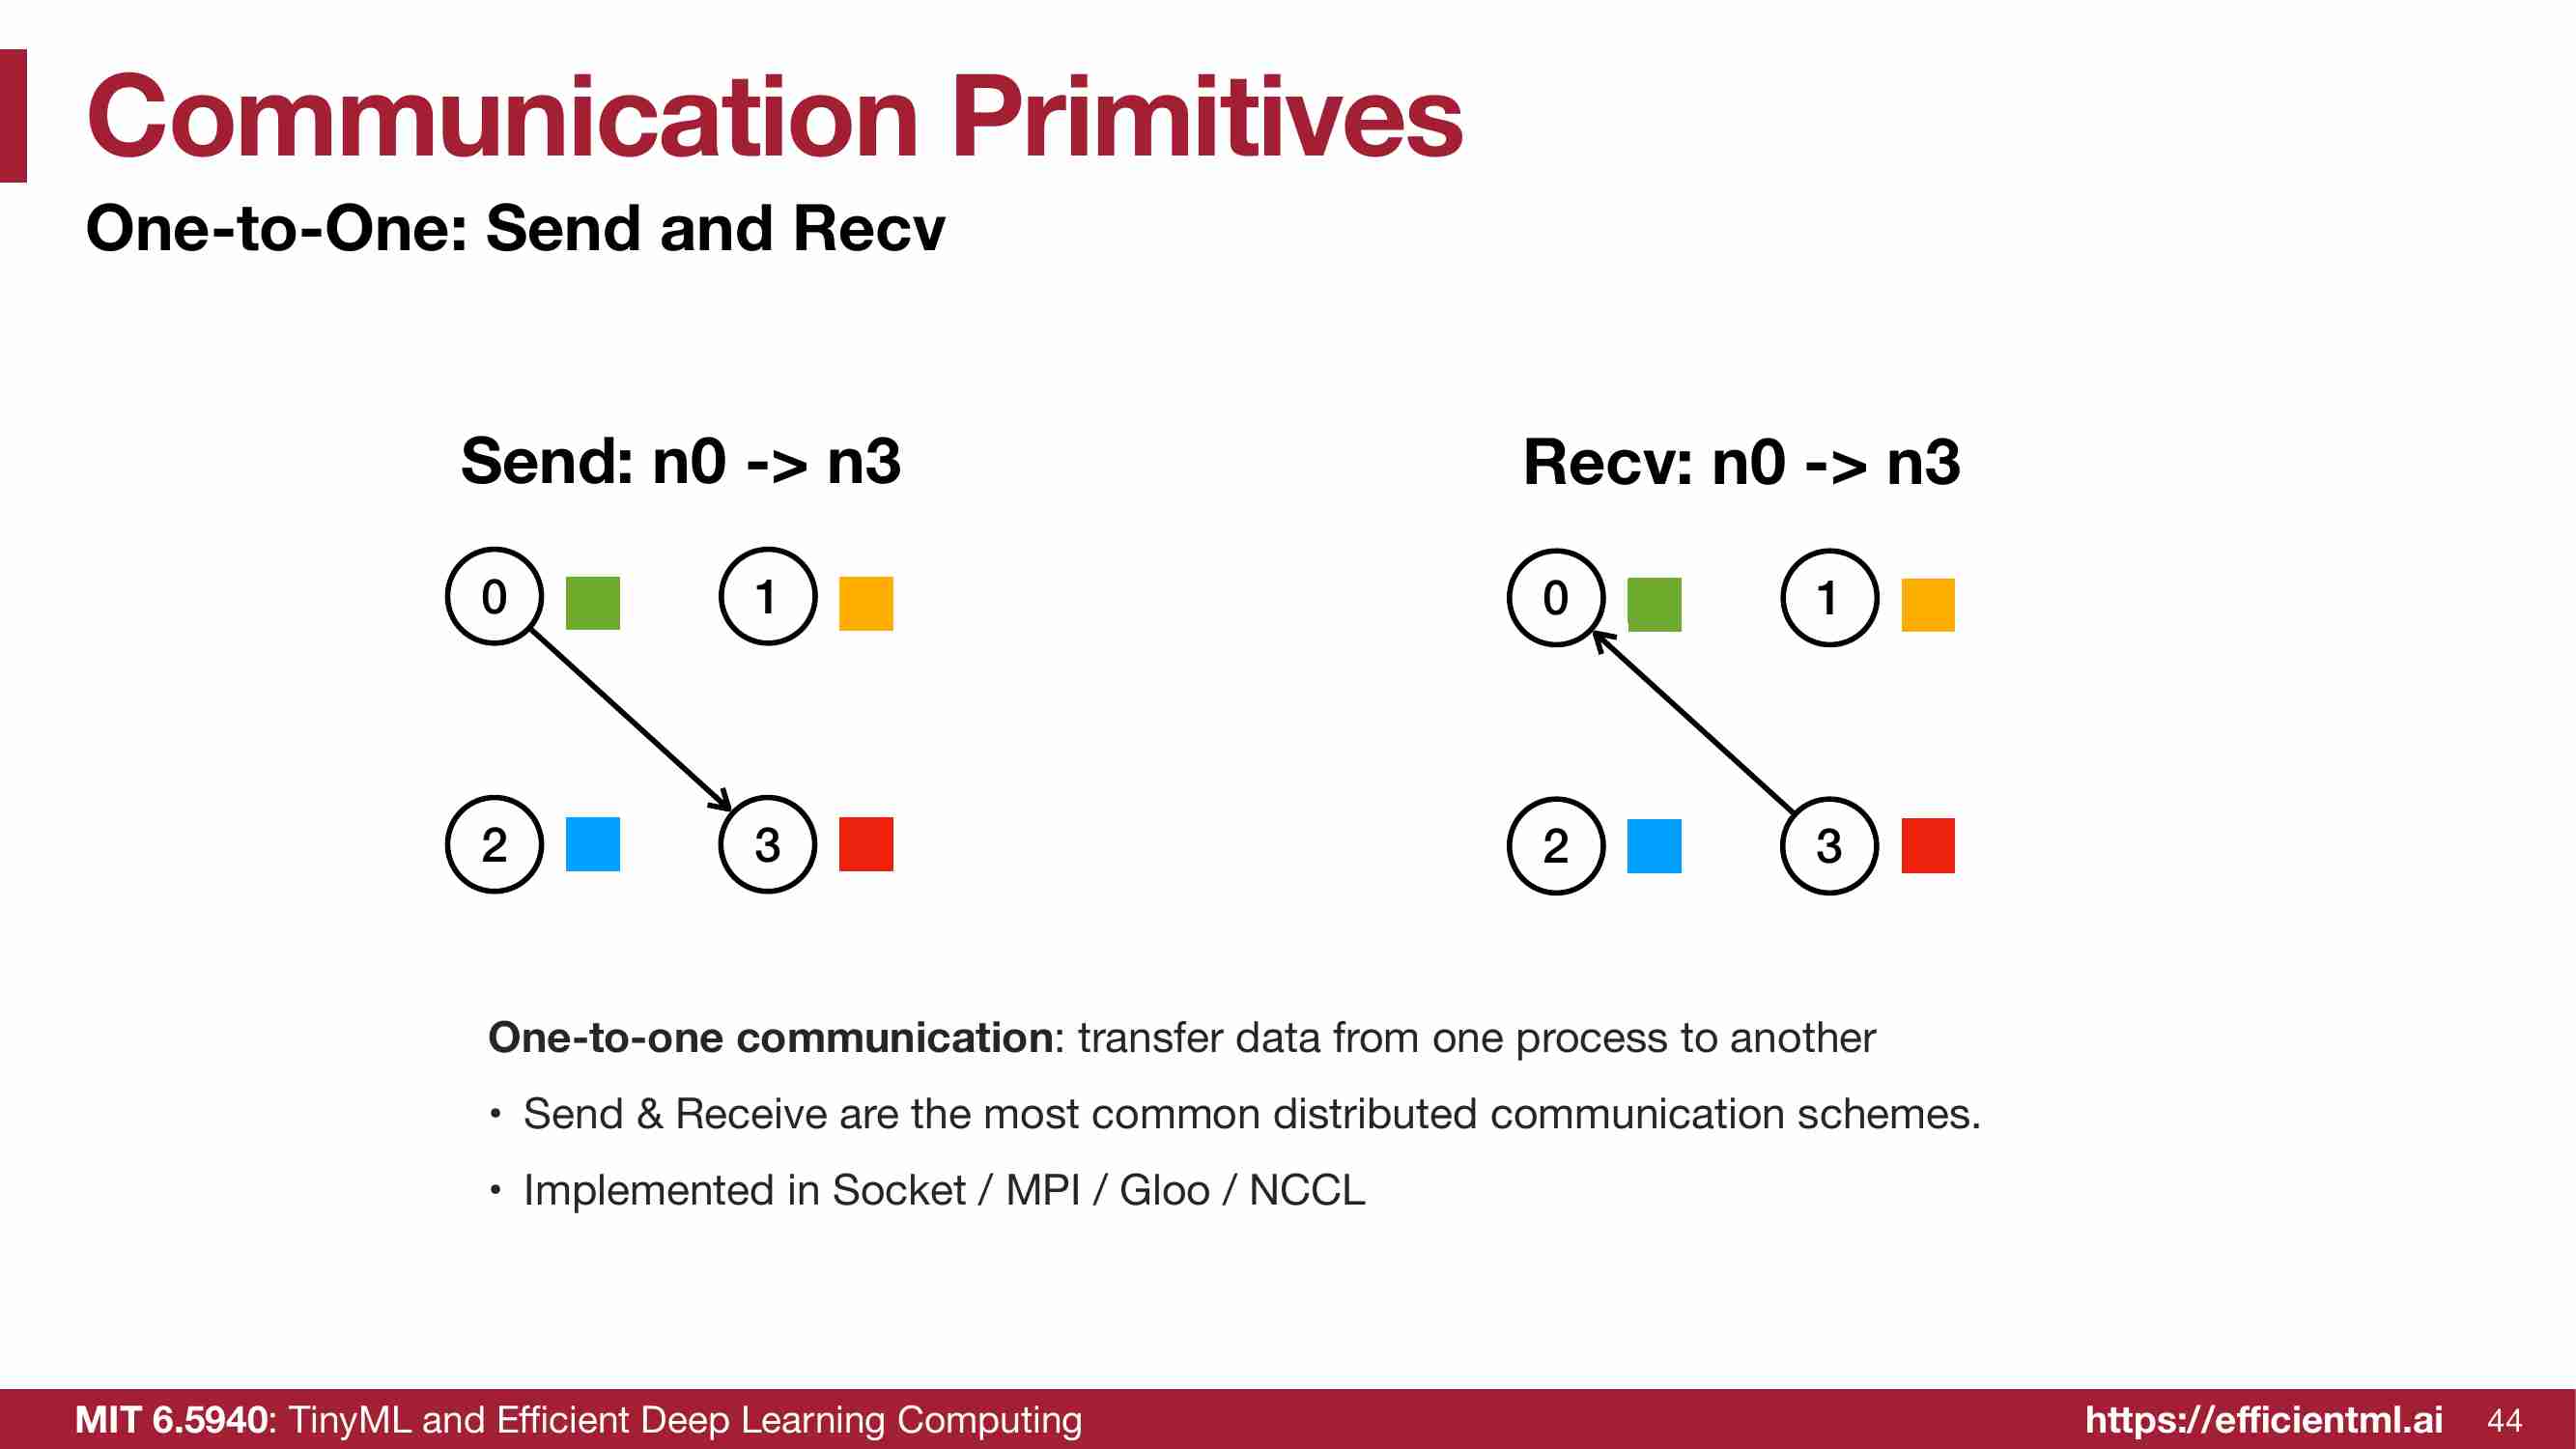 Communication Primitives
One-to-One: Send and Recv
Send: n0 -> n3
Recv: n0 -> n3
0 1
2 3
0 1
2 3
One-to-one communication: transfer data from one process to another
• Send & Receive are the most common distributed communication schemes.
• Implemented in Socket / MPI / Gloo / NCCL
MIT 6.5940: TinyML and Efficient Deep Learning Computing
https://efficientml.ai 44